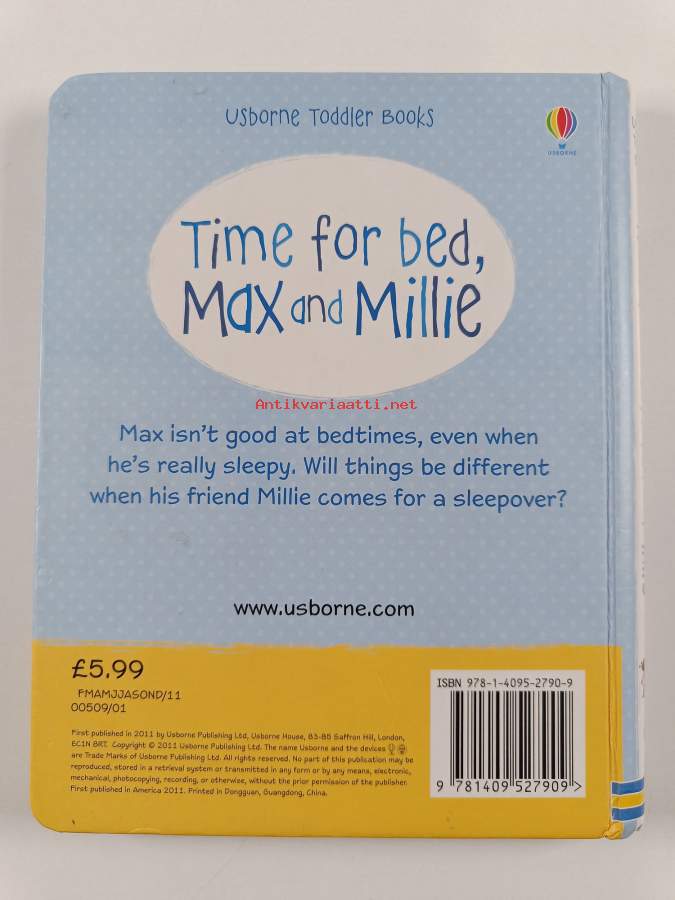 Usborne Toddler Books
USBORNE
Time for bed,
Max and Millie
Antikvariaatti.net
Max isn't good at bedtimes, even when
he's really sleepy. Will things be different
when his friend Millie comes for a sleepover?
www.usborne.com
£5.99
FMAMJJASOND/11
00509/01
First published in 2011 by Usborne Publishing Ltd, Usborne House, 83-85 Saffron Hill, London,
EC1N 8RT. Copyright © 2011 Usborne Publishing Ltd. The name Usborne and the devices
are Trade Marks of Usborne Publishing Ltd. All rights reserved. No part of this publication may be
reproduced, stored in a retrieval system or transmitted in any form or by any means, electronic,
mechanical, photocopying, recording, or otherwise, without the prior permission of the publisher.
First published in America 2011. Printed in Dongguan, Guangdong, China.
ISBN 978-1-4095-2790-9
9 781409 527909 >